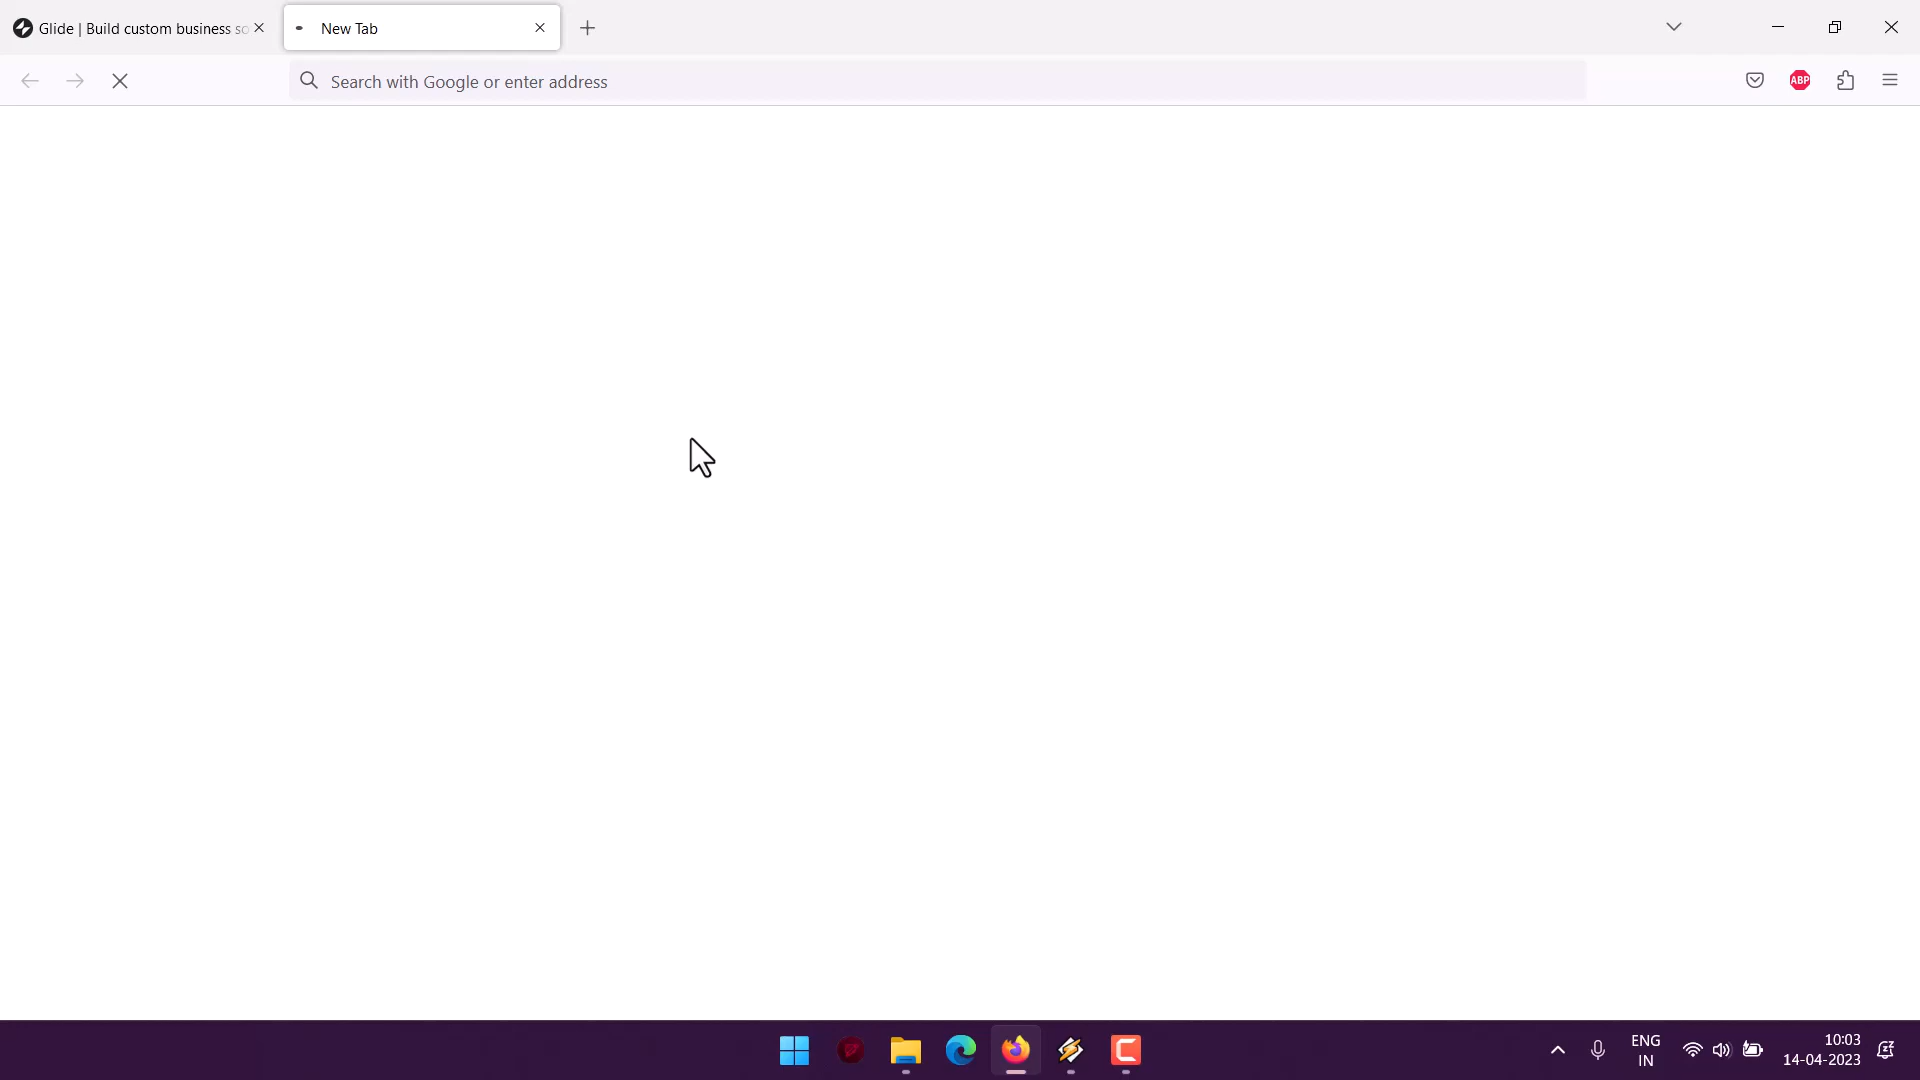 Glide | Build custom business so
New Tab
Search with Google or enter address
ABP
ENG
IN
10:03
14-04-2023